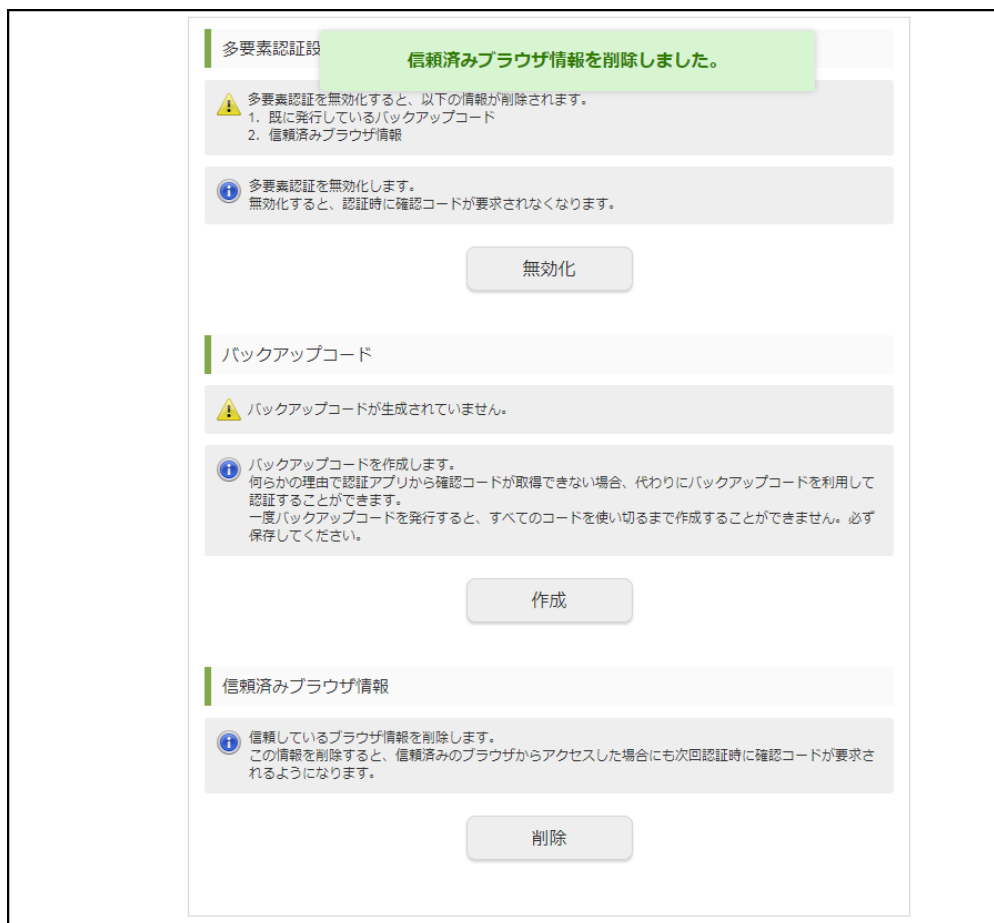 多要素認証設
信頼済みブラウザ情報を削除しました。
多要素認証を無効化すると、以下の情報が削除されます。
1. 既に発行しているバックアップコード
2. 信頼済みブラウザ情報
多要素認証を無効化します。
無効化すると、認証時に確認コードが要求されなくなります。
無効化
バックアップコード
バックアップコードが生成されていません。
バックアップコードを作成します。
何らかの理由で認証アプリから確認コードが取得できない場合、代わりにバックアップコードを利用して
認証することができます。
一度バックアップコードを発行すると、すべてのコードを使い切るまで作成することができません。必ず
保存してください。
作成
信頼済みブラウザ情報
信頼しているブラウザ情報を削除します。
この情報を削除すると、信頼済みのブラウザからアクセスした場合にも次回認証時に確認コードが要求さ
れるようになります。
削除